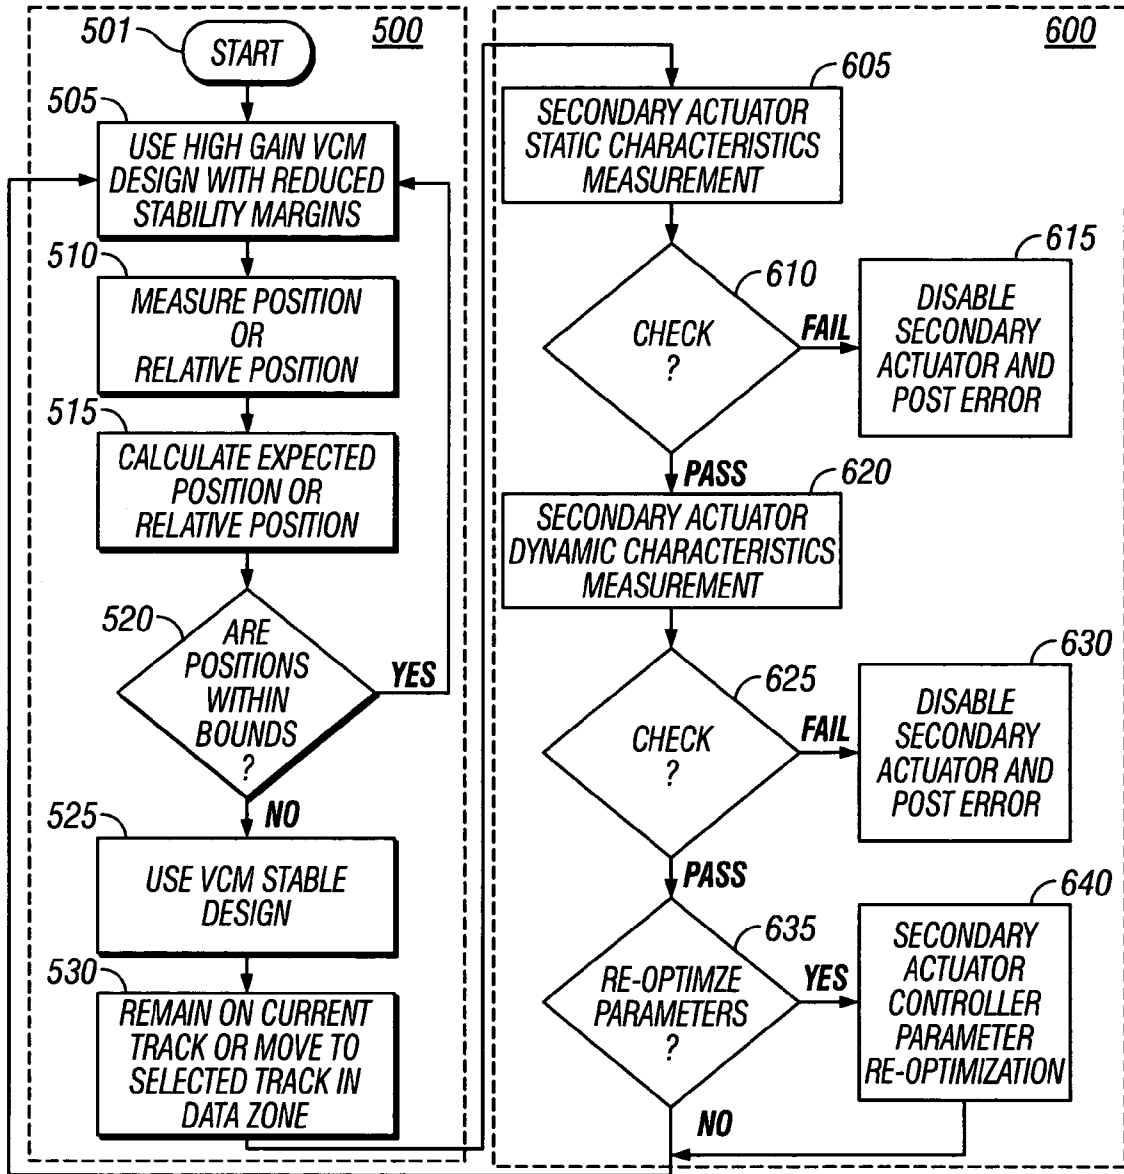 500
501
START
505
USE HIGH GAIN VCM
DESIGN WITH REDUCED
STABILITY MARGINS
510
MEASURE POSITION
OR
RELATIVE POSITION
515
CALCULATE EXPECTED
POSITION OR
RELATIVE POSITION
520
ARE
POSITIONS
WITHIN
BOUNDS
?
YES
NO
525
USE VCM STABLE
DESIGN
530
REMAIN ON CURRENT
TRACK OR MOVE TO
SELECTED TRACK IN
DATA ZONE
600
605
SECONDARY ACTUATOR
STATIC CHARACTERISTICS
MEASUREMENT
610
CHECK
?
FAIL
615
DISABLE
SECONDARY
ACTUATOR AND
POST ERROR
PASS
620
SECONDARY ACTUATOR
DYNAMIC CHARACTERISTICS
MEASUREMENT
625
CHECK
?
FAIL
630
DISABLE
SECONDARY
ACTUATOR AND
POST ERROR
PASS
635
RE-OPTIMZE
PARAMETERS
?
YES
640
SECONDARY
ACTUATOR
CONTROLLER
PARAMETER
RE-OPTIMIZATION
NO